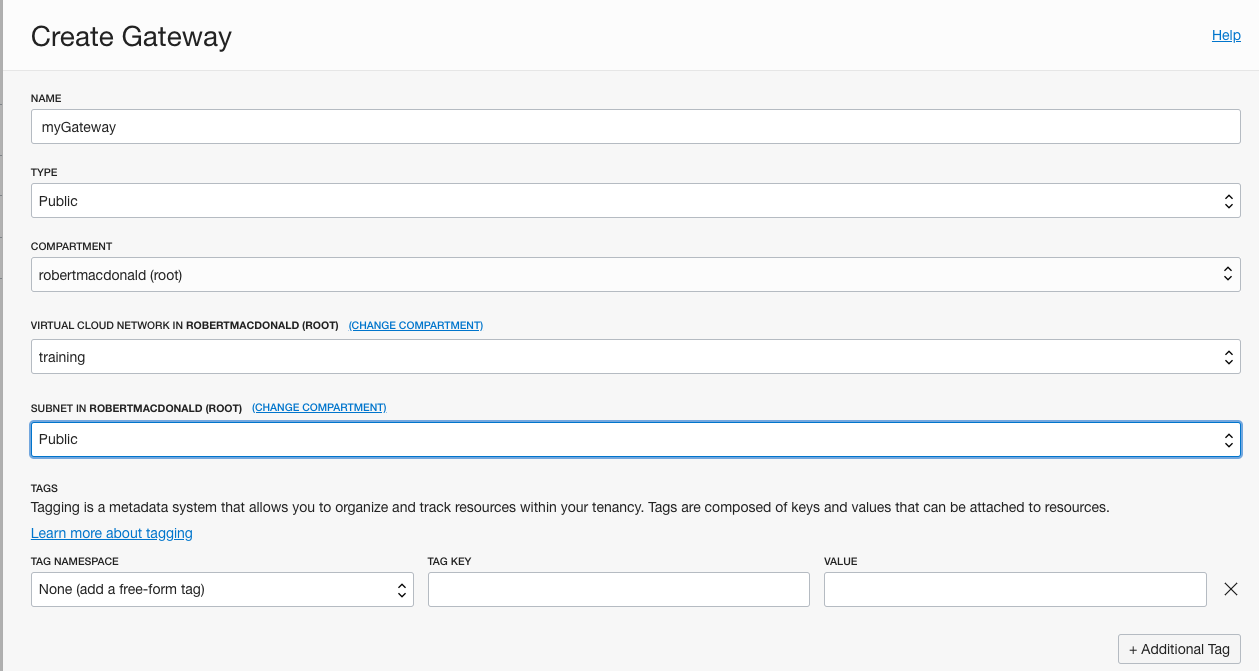 Create Gateway
Help
NAME
myGateway
TYPE
Public
COMPARTMENT
robertmacdonald (root)
VIRTUAL CLOUD NETWORK IN ROBERTMACDONALD (ROOT) (CHANGE COMPARTMENT)
training
SUBNET IN ROBERTMACDONALD (ROOT) (CHANGE COMPARTMENT)
Public
TAGS
Tagging is a metadata system that allows you to organize and track resources within your tenancy. Tags are composed of keys and values that can be attached to resources.
Learn more about tagging
TAG NAMESPACE TAG KEY VALUE
None (add a free-form tag)
+ Additional Tag